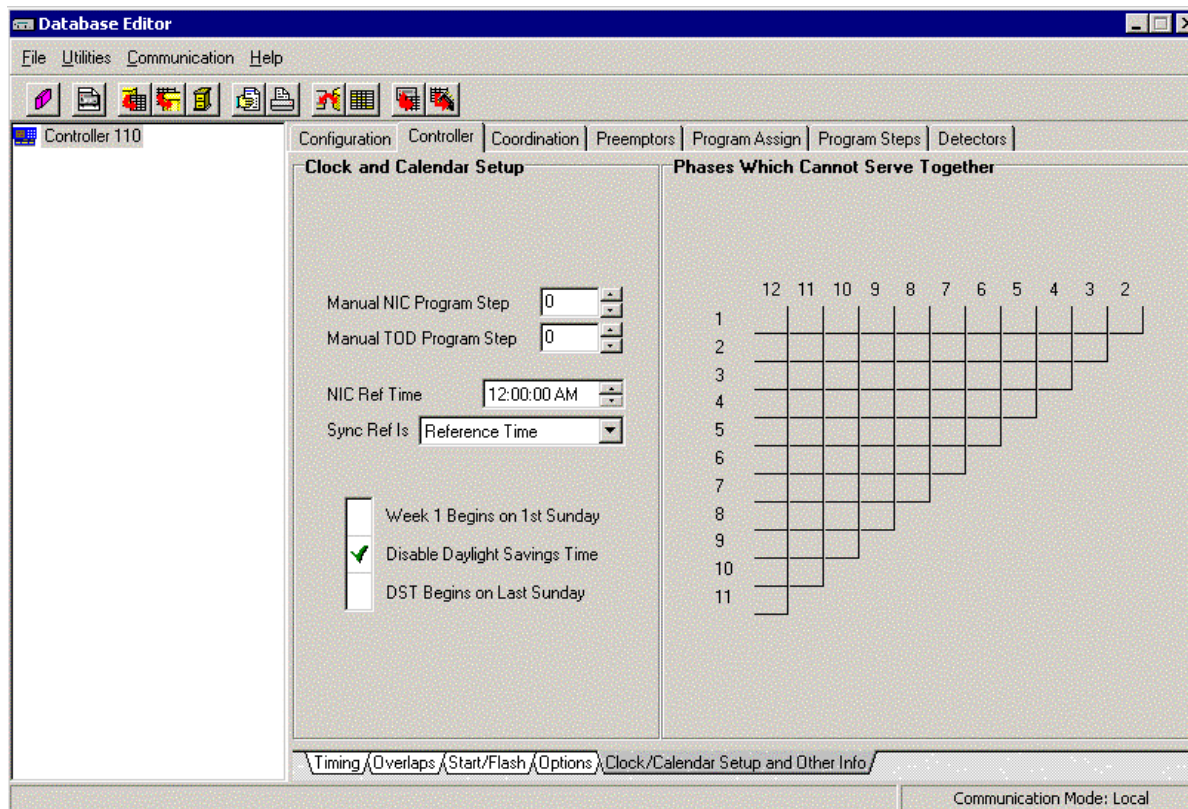 Database Editor
File Utilities Communication Help
Controller 110
Configuration Controller Coordination Preemptors Program Assign Program Steps Detectors
Clock and Calendar Setup
Manual NIC Program Step 0
Manual TOD Program Step 0
NIC Ref Time 12:00:00 AM
Sync Ref Is Reference Time
Week 1 Begins on 1st Sunday
Disable Daylight Savings Time
DST Begins on Last Sunday
Phases Which Cannot Serve Together
12 11 10 9 8 7 6 5 4 3 2
1
2
3
4
5
6
7
8
9
10
11
Timing Overlaps Start/Flash Options Clock/Calendar Setup and Other Info
Communication Mode: Local